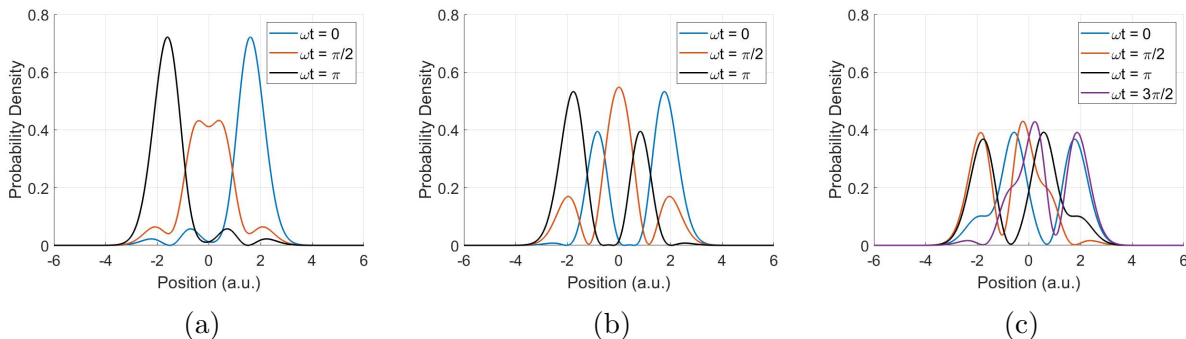 0.8
0.6
0.4
0.2
0
-6 -4 -2 0 2 4 6
Probability Density
Position (a.u.)
ωt = 0
ωt = π/2
ωt = π
(a)
0.8
0.6
0.4
0.2
0
-6 -4 -2 0 2 4 6
Probability Density
Position (a.u.)
ωt = 0
ωt = π/2
ωt = π
(b)
0.8
0.6
0.4
0.2
0
-6 -4 -2 0 2 4 6
Probability Density
Position (a.u.)
ωt = 0
ωt = π/2
ωt = π
ωt = 3π/2
(c)